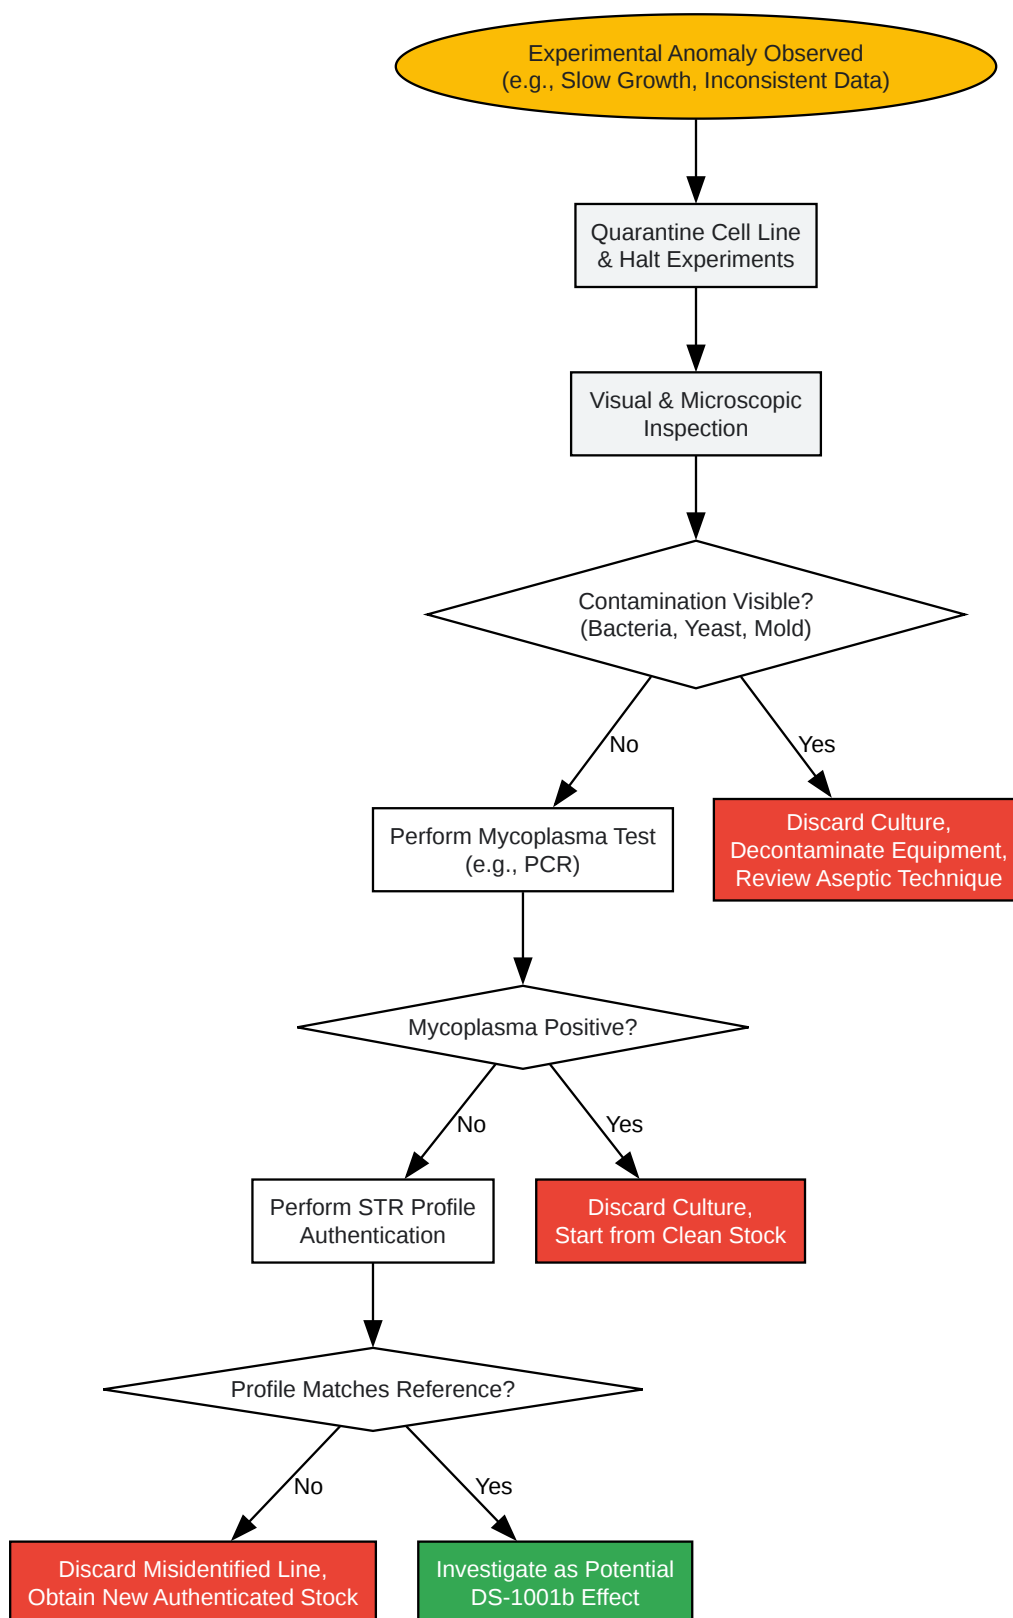 Experimental Anomaly Observed
(e.g., Slow Growth, Inconsistent Data)
Quarantine Cell Line
& Halt Experiments
Visual & Microscopic
Inspection
Contamination Visible?
(Bacteria, Yeast, Mold)
No
Yes
Perform Mycoplasma Test
(e.g., PCR)
Discard Culture,
Decontaminate Equipment,
Review Aseptic Technique
Mycoplasma Positive?
No
Yes
Perform STR Profile
Authentication
Discard Culture,
Start from Clean Stock
Profile Matches Reference?
No
Yes
Discard Misidentified Line,
Obtain New Authenticated Stock
Investigate as Potential
DS-1001b Effect